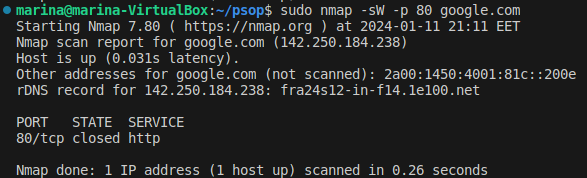 marina@marina-VirtualBox:~/psop$ sudo nmap -sW -p 80 google.com
Starting Nmap 7.80 ( https://nmap.org ) at 2024-01-11 21:11 EET
Nmap scan report for google.com (142.250.184.238)
Host is up (0.031s latency).
Other addresses for google.com (not scanned): 2a00:1450:4001:81c::200e
rDNS record for 142.250.184.238: fra24s12-in-f14.1e100.net

PORT   STATE  SERVICE
80/tcp closed http

Nmap done: 1 IP address (1 host up) scanned in 0.26 seconds